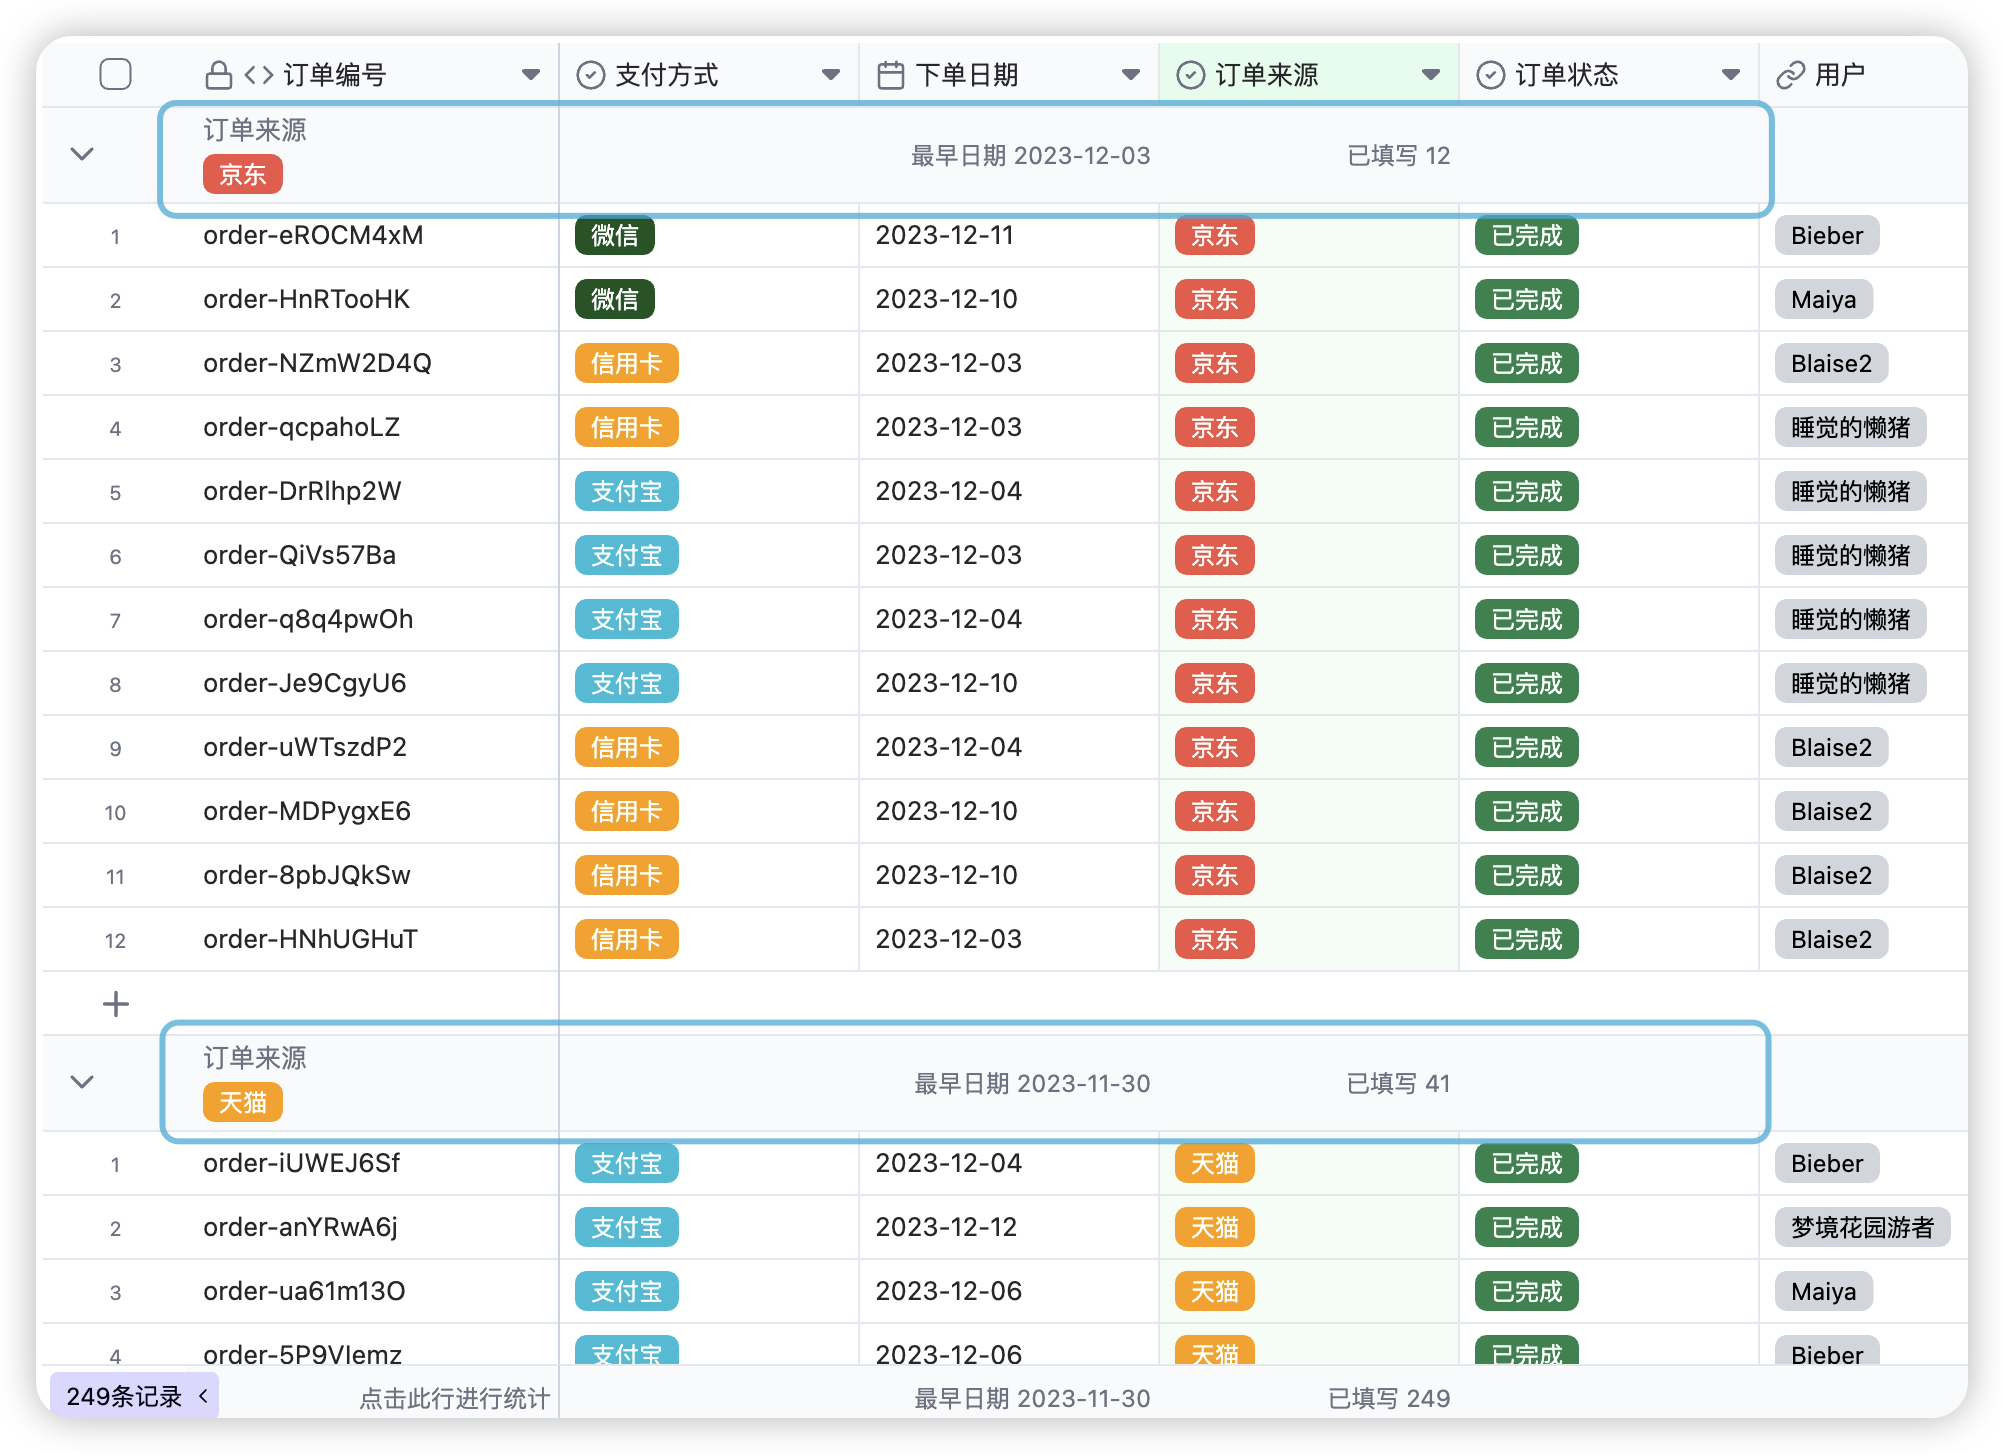 订单编号 支付方式 下单日期 订单来源 订单状态 用户
订单来源
京东 最早日期 2023-12-03 已填写 12
1 order-eROCM4xM 微信 2023-12-11 京东 已完成 Bieber
2 order-HnRTooHK 微信 2023-12-10 京东 已完成 Maiya
3 order-NZmW2D4Q 信用卡 2023-12-03 京东 已完成 Blaise2
4 order-qcpahoLZ 信用卡 2023-12-03 京东 已完成 睡觉的懒猪
5 order-DrRlhp2W 支付宝 2023-12-04 京东 已完成 睡觉的懒猪
6 order-QiVs57Ba 支付宝 2023-12-03 京东 已完成 睡觉的懒猪
7 order-q8q4pwOh 支付宝 2023-12-04 京东 已完成 睡觉的懒猪
8 order-Je9CgyU6 支付宝 2023-12-10 京东 已完成 睡觉的懒猪
9 order-uWTszdP2 信用卡 2023-12-04 京东 已完成 Blaise2
10 order-MDPygxE6 信用卡 2023-12-10 京东 已完成 Blaise2
11 order-8pbJQkSw 信用卡 2023-12-10 京东 已完成 Blaise2
12 order-HNhUGHuT 信用卡 2023-12-03 京东 已完成 Blaise2
订单来源
天猫 最早日期 2023-11-30 已填写 41
1 order-iUWEJ6Sf 支付宝 2023-12-04 天猫 已完成 Bieber
2 order-anYRwA6j 支付宝 2023-12-12 天猫 已完成 梦境花园游者
3 order-ua61m13O 支付宝 2023-12-06 天猫 已完成 Maiya
4 order-5P9VIemz 支付宝 2023-12-06 天猫 已完成 Bieber
249条记录 点击此行进行统计 最早日期 2023-11-30 已填写 249